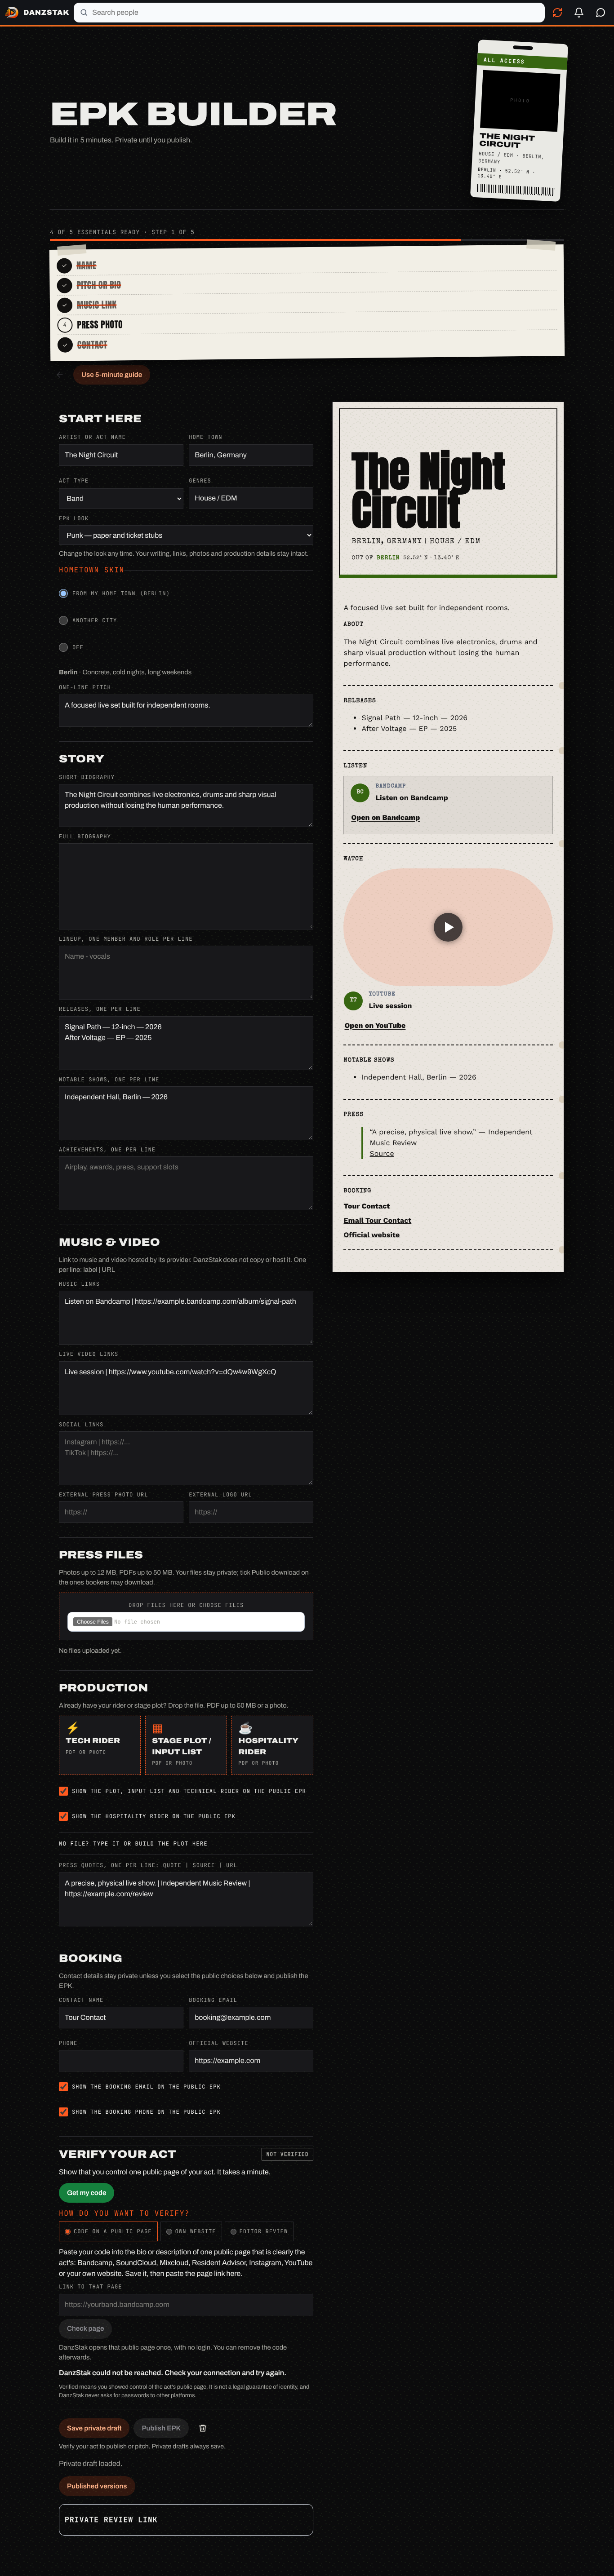 DANZSTAK
Search people
EPK BUILDER
Build it in 5 minutes. Private until you publish.
ALL ACCESS
PHOTO
THE NIGHT
CIRCUIT
HOUSE / EDM · BERLIN,
GERMANY
BERLIN · 52.52° N ·
13.40° E
4 OF 5 ESSENTIALS READY · STEP 1 OF 5
NAME
PITCH OR BIO
MUSIC LINK
4 PRESS PHOTO
CONTACT
Use 5-minute guide
START HERE
ARTIST OR ACT NAME
HOME TOWN
The Night Circuit
Berlin, Germany
ACT TYPE
GENRES
Band
House / EDM
EPK LOOK
Punk — paper and ticket stubs
Change the look any time. Your writing, links, photos and production details stay intact.
HOMETOWN SKIN
FROM MY HOME TOWN (BERLIN)
ANOTHER CITY
OFF
Berlin · Concrete, cold nights, long weekends
ONE-LINE PITCH
A focused live set built for independent rooms.
STORY
SHORT BIOGRAPHY
The Night Circuit combines live electronics, drums and sharp visual
production without losing the human performance.
FULL BIOGRAPHY
LINEUP, ONE MEMBER AND ROLE PER LINE
Name - vocals
RELEASES, ONE PER LINE
Signal Path — 12-inch — 2026
After Voltage — EP — 2025
NOTABLE SHOWS, ONE PER LINE
Independent Hall, Berlin — 2026
ACHIEVEMENTS, ONE PER LINE
Airplay, awards, press, support slots
MUSIC & VIDEO
Link to music and video hosted by its provider. DanzStak does not copy or host it. One
per line: label | URL
MUSIC LINKS
Listen on Bandcamp | https://example.bandcamp.com/album/signal-path
LIVE VIDEO LINKS
Live session | https://www.youtube.com/watch?v=dQw4w9WgXcQ
SOCIAL LINKS
Instagram | https://...
TikTok | https://...
EXTERNAL PRESS PHOTO URL
EXTERNAL LOGO URL
https://
https://
PRESS FILES
Photos up to 12 MB, PDFs up to 50 MB. Your files stay private; tick Public download on
the ones bookers may download.
DROP FILES HERE OR CHOOSE FILES
Choose Files No file chosen
No files uploaded yet.
PRODUCTION
Already have your rider or stage plot? Drop the file. PDF up to 50 MB or a photo.
TECH RIDER
PDF OR PHOTO
STAGE PLOT /
INPUT LIST
PDF OR PHOTO
HOSPITALITY
RIDER
PDF OR PHOTO
SHOW THE PLOT, INPUT LIST AND TECHNICAL RIDER ON THE PUBLIC EPK
SHOW THE HOSPITALITY RIDER ON THE PUBLIC EPK
NO FILE? TYPE IT OR BUILD THE PLOT HERE
PRESS QUOTES, ONE PER LINE: QUOTE | SOURCE | URL
A precise, physical live show. | Independent Music Review |
https://example.com/review
BOOKING
Contact details stay private unless you select the public choices below and publish the
EPK.
CONTACT NAME
BOOKING EMAIL
Tour Contact
booking@example.com
PHONE
OFFICIAL WEBSITE
https://example.com
SHOW THE BOOKING EMAIL ON THE PUBLIC EPK
SHOW THE BOOKING PHONE ON THE PUBLIC EPK
VERIFY YOUR ACT
NOT VERIFIED
Show that you control one public page of your act. It takes a minute.
Get my code
HOW DO YOU WANT TO VERIFY?
CODE ON A PUBLIC PAGE
OWN WEBSITE
EDITOR REVIEW
Paste your code into the bio or description of one public page that is clearly the
act's: Bandcamp, SoundCloud, Mixcloud, Resident Advisor, Instagram, YouTube
or your own website. Save it, then paste the page link here.
LINK TO THAT PAGE
https://yourband.bandcamp.com
Check page
DanzStak opens that public page once, with no login. You can remove the code
afterwards.
DanzStak could not be reached. Check your connection and try again.
Verified means you showed control of the act's public page. It is not a legal guarantee of identity, and
DanzStak never asks for passwords to other platforms.
Save private draft
Publish EPK
Verify your act to publish or pitch. Private drafts always save.
Private draft loaded.
Published versions
PRIVATE REVIEW LINK
The Night
Circuit
BERLIN, GERMANY | HOUSE / EDM
OUT OF BERLIN 52.52° N · 13.40° E
A focused live set built for independent rooms.
ABOUT
The Night Circuit combines live electronics, drums and
sharp visual production without losing the human
performance.
RELEASES
• Signal Path — 12-inch — 2026
• After Voltage — EP — 2025
LISTEN
BC
BANDCAMP
Listen on Bandcamp
Open on Bandcamp
WATCH
YT
YOUTUBE
Live session
Open on YouTube
NOTABLE SHOWS
• Independent Hall, Berlin — 2026
PRESS
“A precise, physical live show.” — Independent
Music Review
Source
BOOKING
Tour Contact
Email Tour Contact
Official website